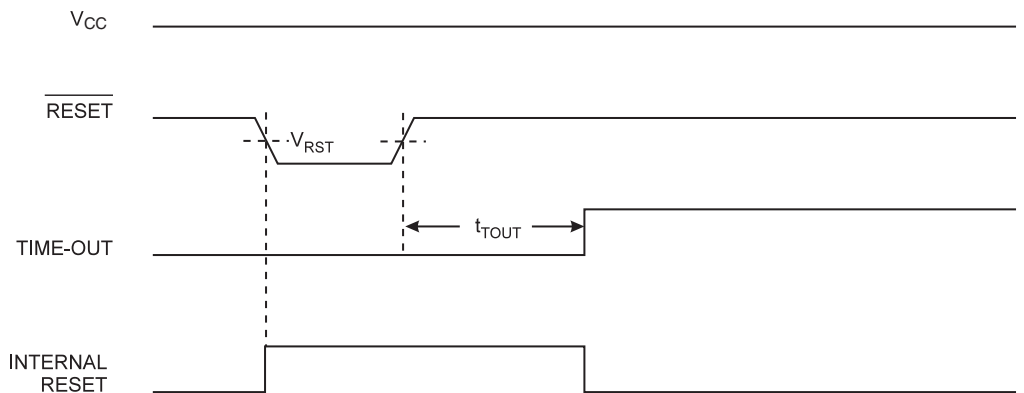 VCC
RESET
VRST
tTOUT
TIME-OUT
INTERNAL
RESET